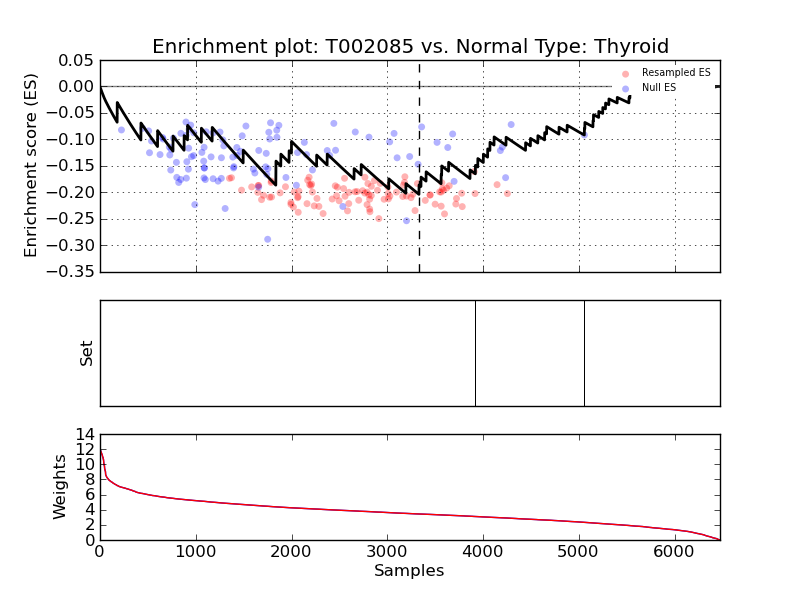 Enrichment plot: T002085 vs. Normal Type: Thyroid
Enrichment score (ES)
0.05
0.00
−0.05
−0.10
−0.15
−0.20
−0.25
−0.30
−0.35
Resampled ES
Null ES
Set
Weights
14
12
10
8
6
4
2
0
0 1000 2000 3000 4000 5000 6000
Samples